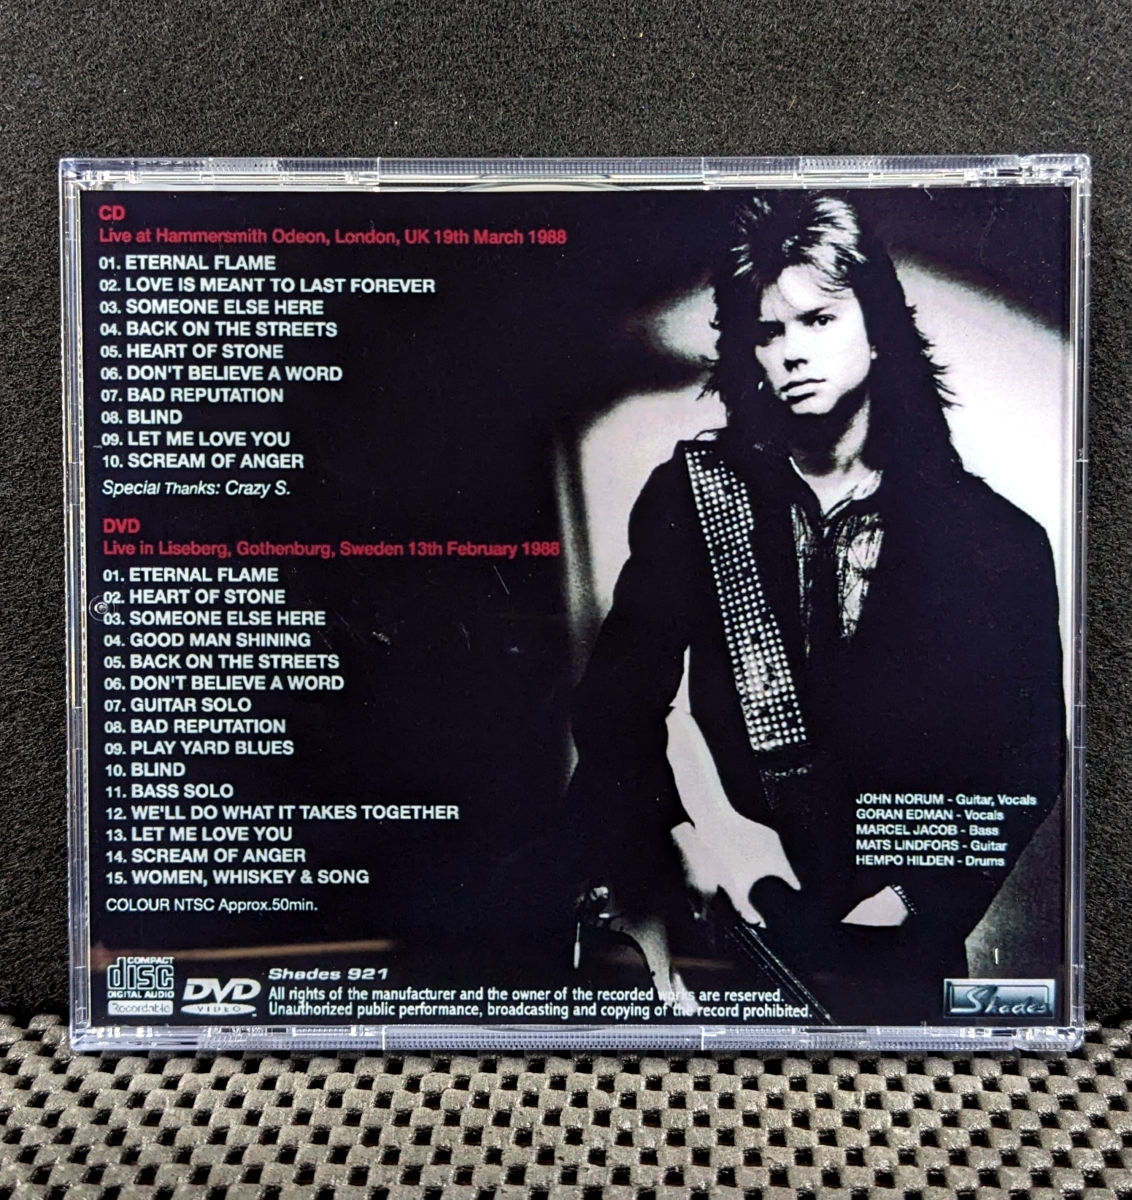 CD
Live at Hammersmith Odeon, London, UK 19th March 1988
01. ETERNAL FLAME
02. LOVE IS MEANT TO LAST FOREVER
03. SOMEONE ELSE HERE
04. BACK ON THE STREETS
05. HEART OF STONE
06. DON'T BELIEVE A WORD
07. BAD REPUTATION
08. BLIND
09. LET ME LOVE YOU
10. SCREAM OF ANGER
Special Thanks: Crazy S.
DVD
Live in Liseberg, Gothenburg, Sweden 13th February 1988
01. ETERNAL FLAME
02. HEART OF STONE
03. SOMEONE ELSE HERE
04. GOOD MAN SHINING
05. BACK ON THE STREETS
06. DON'T BELIEVE A WORD
07. GUITAR SOLO
08. BAD REPUTATION
09. PLAY YARD BLUES
10. BLIND
11. BASS SOLO
12. WE'LL DO WHAT IT TAKES TOGETHER
13. LET ME LOVE YOU
14. SCREAM OF ANGER
15. WOMEN, WHISKEY & SONG
COLOUR NTSC Approx.50min.
JOHN NORUM - Guitar, Vocals
GORAN EDMAN - Vocals
MARCEL JACOB - Bass
MATS LINDFORS - Guitar
HEMPO HILDEN - Drums
COMPACT
disc
DIGITAL AUDIO
Recordable
DVD
VIDEO
Shades 921
All rights of the manufacturer and the owner of the recorded works are reserved.
Unauthorized public performance, broadcasting and copying of the record prohibited.
Shades